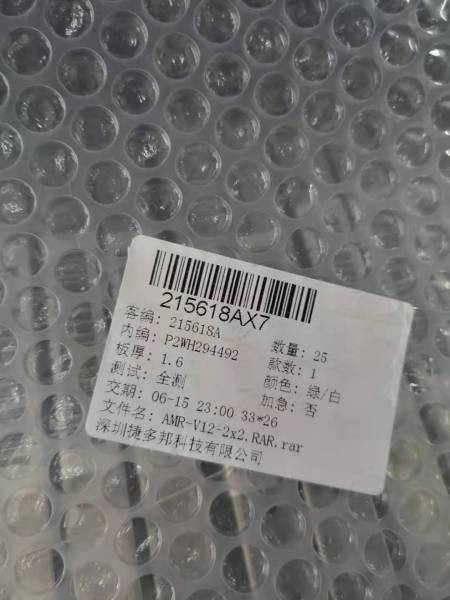 215618AX7
客编: 215618A 数量: 25
内编: P2WH294492 款数: 1
板厚: 1.6 颜色: 绿/白
测试: 全测 加急: 否
交期: 06-15 23:00 33*26
文件名: AMR-V12-2x2.RAR.rar
深圳捷多邦科技有限公司